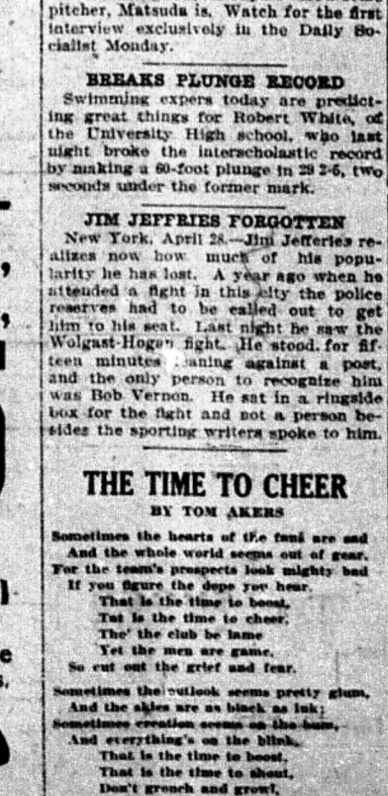 pitcher, Matsuda is. Watch for the first
interview exclusively in the Daily So-
cialist Monday.
BREAKS PLUNGE RECORD
Swimming expers today are predict-
ing great things for Robert White, of
the University High school, who last
night broke the interscholastic record
by making a 60-foot plunge in 29 2-5, two
seconds under the former mark.
JIM JEFFRIES FORGOTTEN
New York, April 28.—Jim Jefferies re-
alizes now how much of his popu-
larity he has lost. A year ago when he
attended a fight in this city the police
reserves had to be called out to get
him to his seat. Last night he saw the
Wolgast-Hogan fight. He stood for fif-
teen minutes aning against a post,
and the only person to recognize him
was Bob Vernon. He sat in a ringside
box for the fight and not a person be-
sides the sporting writers spoke to him.
THE TIME TO CHEER
BY TOM AKERS
Sometimes the hearts of the fans are sad
And the whole world seems out of gear,
For the team's prospects look mighty bad
If you figure the dope you hear.
That is the time to boost,
Tat is the time to cheer,
Tho' the club be lame
Yet the men are game,
So cut out the grief and fear.
Sometimes the outlook seems pretty glum,
And the skies are as black as ink;
Sometimes creation seems on the bum,
And everything's on the blink,
That is the time to boost,
That is the time to shout,
Don't grouch and growl,